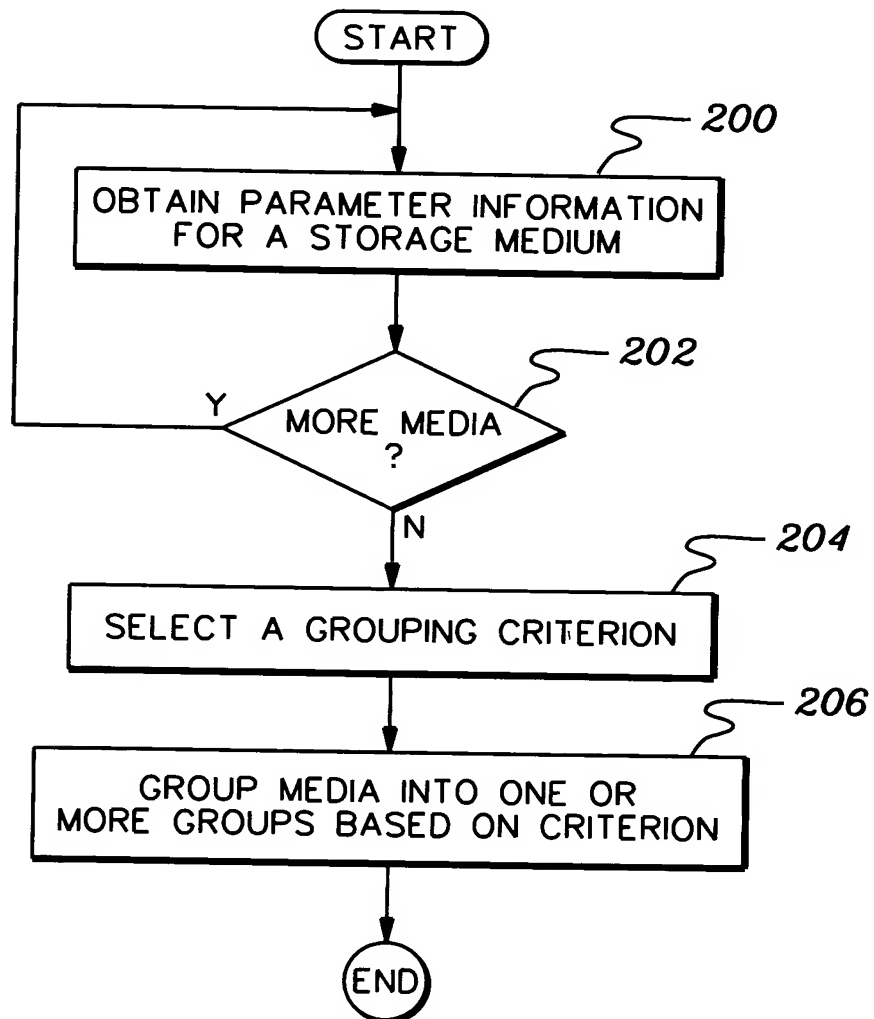 START
200
OBTAIN PARAMETER INFORMATION
FOR A STORAGE MEDIUM
202
Y
MORE MEDIA
?
N
204
SELECT A GROUPING CRITERION
206
GROUP MEDIA INTO ONE OR
MORE GROUPS BASED ON CRITERION
END